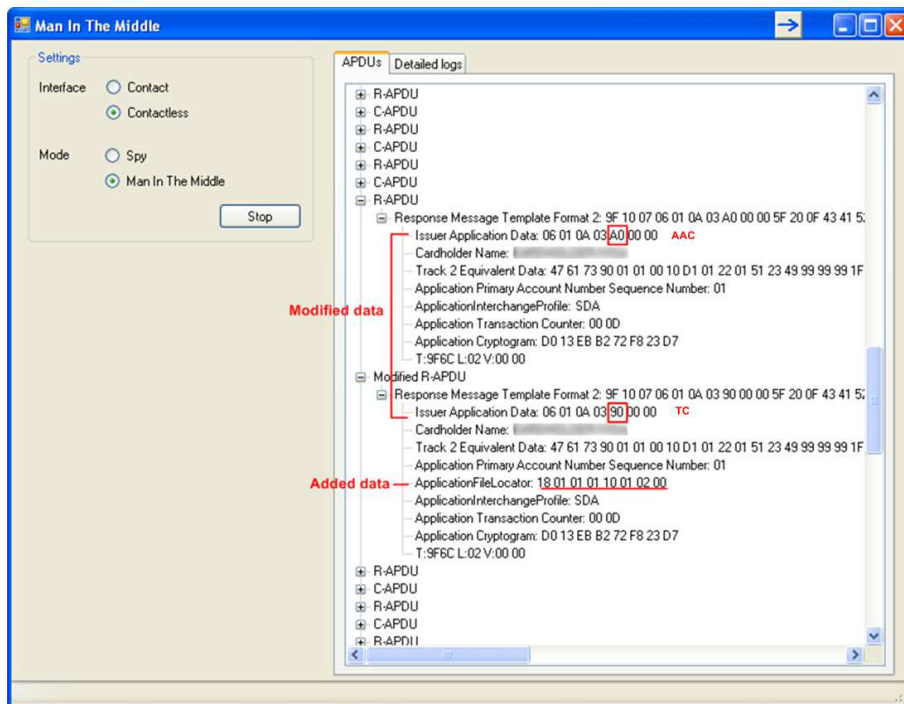 Man In The Middle
Settings
Interface
Contact
Contactless
Mode
Spy
Man In The Middle
Stop
APDUs
Detailed logs
R-APDU
C-APDU
R-APDU
C-APDU
R-APDU
C-APDU
R-APDU
Response Message Template Format 2: 9F 10 07 06 01 0A 03 A0 00 00 5F 20 0F 43 41
Issuer Application Data: 06 01 0A 03 A0 00 00 AAC
Cardholder Name:
Track 2 Equivalent Data: 47 61 73 90 01 01 00 10 D1 01 22 01 51 23 49 99 99 99 1F
Application Primary Account Number Sequence Number: 01
Modified data
ApplicationInterchangeProfile: SDA
Application Transaction Counter: 00 0D
Application Cryptogram: D0 13 EB B2 72 F8 23 D7
T:9F6C L:02 V:00 00
Modified R-APDU
Response Message Template Format 2: 9F 10 07 06 01 0A 03 90 00 00 5F 20 0F 43 41
Issuer Application Data: 06 01 0A 03 90 00 00 TC
Cardholder Name:
Track 2 Equivalent Data: 47 61 73 90 01 01 00 10 D1 01 22 01 51 23 49 99 99 99 1F
Application Primary Account Number Sequence Number: 01
Added data
ApplicationFileLocator: 18 01 01 01 10 01 02 00
ApplicationInterchangeProfile: SDA
Application Transaction Counter: 00 0D
Application Cryptogram: D0 13 EB B2 72 F8 23 D7
T:9F6C L:02 V:00 00
R-APDU
C-APDU
R-APDU
C-APDU
R-APDU